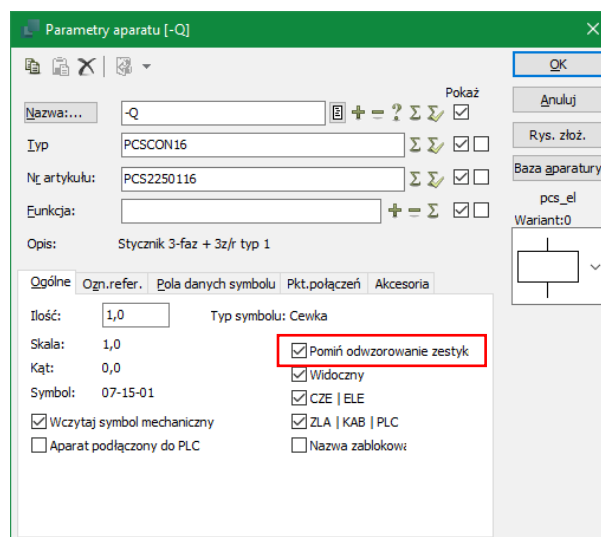 Parametry aparatu [-Q]
OK
Pokaż
Nazwa:...
-Q
Anuluj
Typ
PCSCON16
Rys. złoż.
Nr artykułu:
PCS2250116
Baza aparatury
Funkcja:
pcs_el
Opis:
Stycznik 3-faz + 3z/r typ 1
Wariant:0
Ogólne
Ozn.refer.
Pola danych symbolu
Pkt.połączeń
Akcesoria
Ilość:
1,0
Typ symbolu: Cewka
Skala:
1,0
Pomiń odwzorowanie zestyk
Kąt:
0,0
Widoczny
Symbol:
07-15-01
CZE | ELE
Wczytaj symbol mechaniczny
ZLA | KAB | PLC
Aparat podłączony do PLC
Nazwa zablokowa